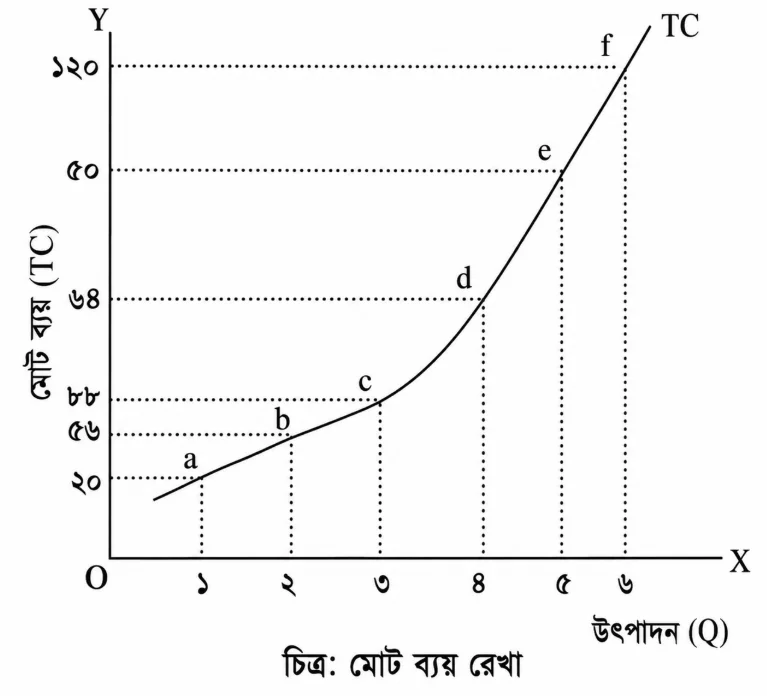 Y
TC
f
১২০
e
৫০
d
৬৪
মোট ব্যয় (TC)
c
৮৮
b
৫৬
a
২০
O
১ ২ ৩ ৪ ৫ ৬
X
উৎপাদন (Q)
চিত্র: মোট ব্যয় রেখা